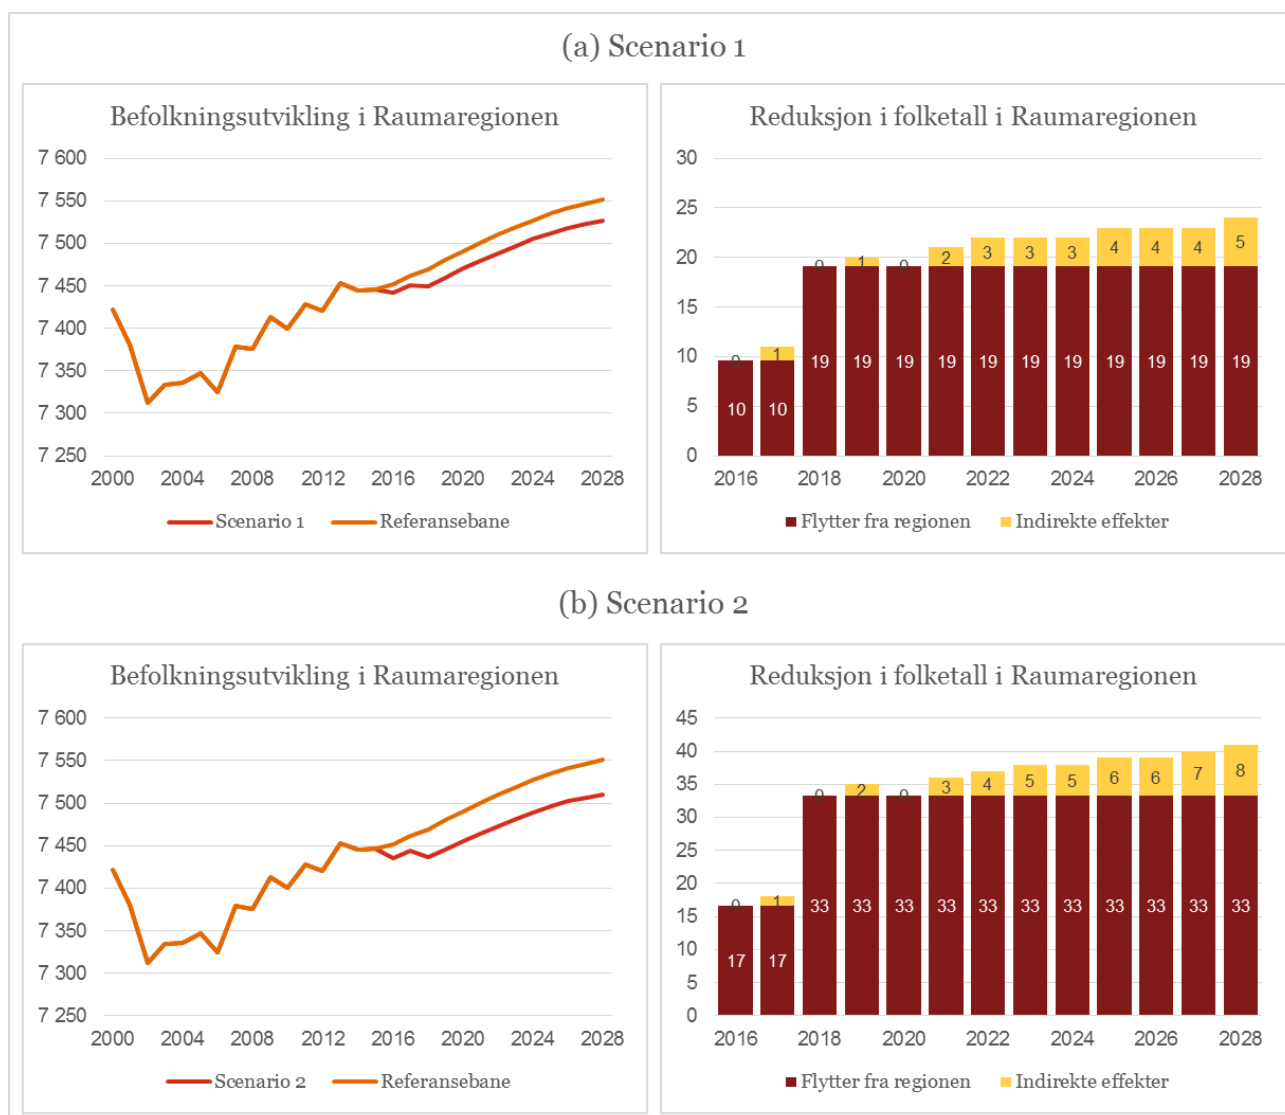 (a) Scenario 1
Befolkningsutvikling i Raumaregionen
7 600
7 550
7 500
7 450
7 400
7 350
7 300
7 250
2000 2004 2008 2012 2016 2020 2024 2028
Scenario 1 Referansebane
Reduksjon i folketall i Raumaregionen
30
25
20
15
10
5
0
0 1 0 1 0 2 3 3 3 4 4 4 5
10 10 19 19 19 19 19 19 19 19 19 19 19
2016 2018 2020 2022 2024 2026 2028
Flytter fra regionen Indirekte effekter
(b) Scenario 2
Befolkningsutvikling i Raumaregionen
7 600
7 550
7 500
7 450
7 400
7 350
7 300
7 250
2000 2004 2008 2012 2016 2020 2024 2028
Scenario 2 Referansebane
Reduksjon i folketall i Raumaregionen
45
40
35
30
25
20
15
10
5
0
0 1 0 2 0 3 4 5 5 6 6 7 8
17 17 33 33 33 33 33 33 33 33 33 33 33
2016 2018 2020 2022 2024 2026 2028
Flytter fra regionen Indirekte effekter